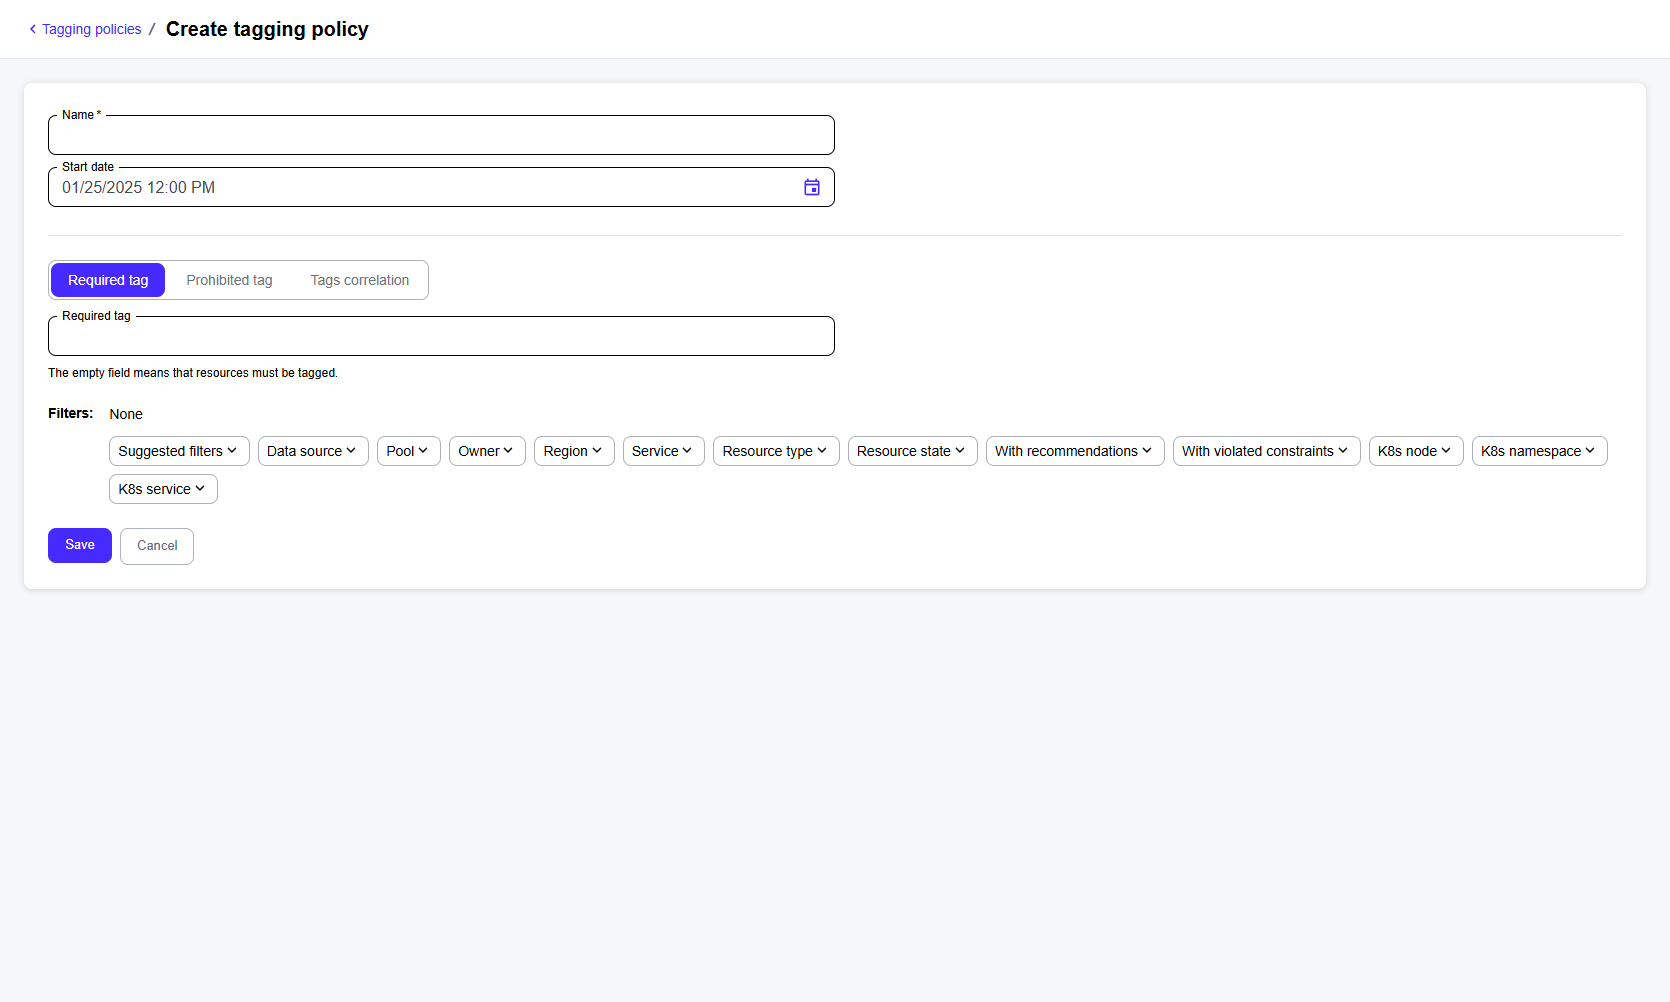 Tagging policies / Create tagging policy
Name *
Start date
01/25/2025 12:00 PM
Required tag Prohibited tag Tags correlation
Required tag
The empty field means that resources must be tagged.
Filters: None
Suggested filters Data source Pool Owner Region Service Resource type Resource state With recommendations With violated constraints K8s node K8s namespace
K8s service
Save Cancel